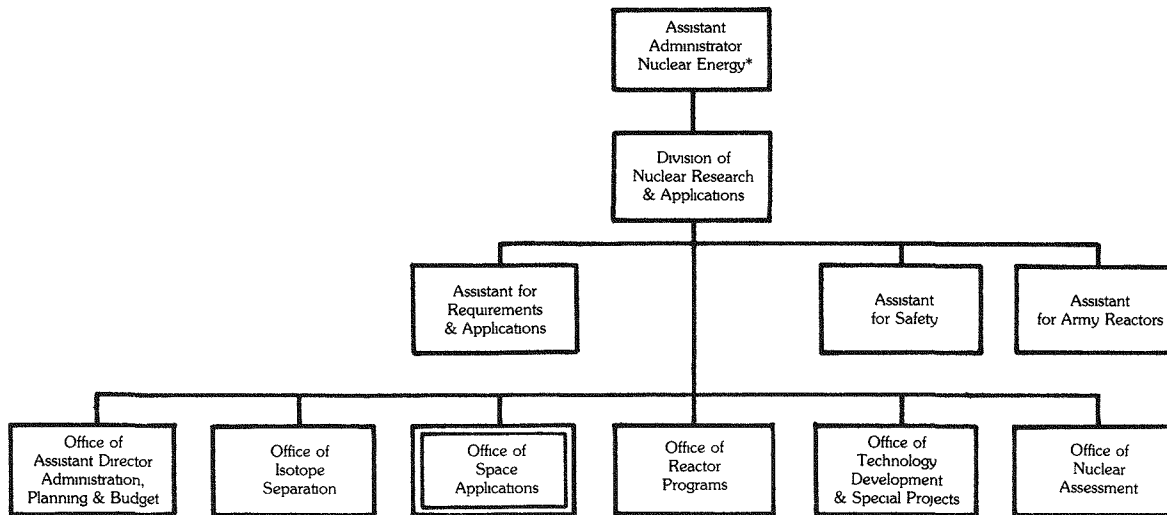 Assistant
Administrator
Nuclear Energy*
Division of
Nuclear Research
& Applications
Assistant for
Requirements
& Applications
Assistant
for Safety
Assistant
for Army Reactors
Office of
Assistant Director
Administration,
Planning & Budget
Office of
Isotope
Separation
Office of
Space
Applications
Office of
Reactor
Programs
Office of
Technology
Development
& Special Projects
Office of
Nuclear
Assessment